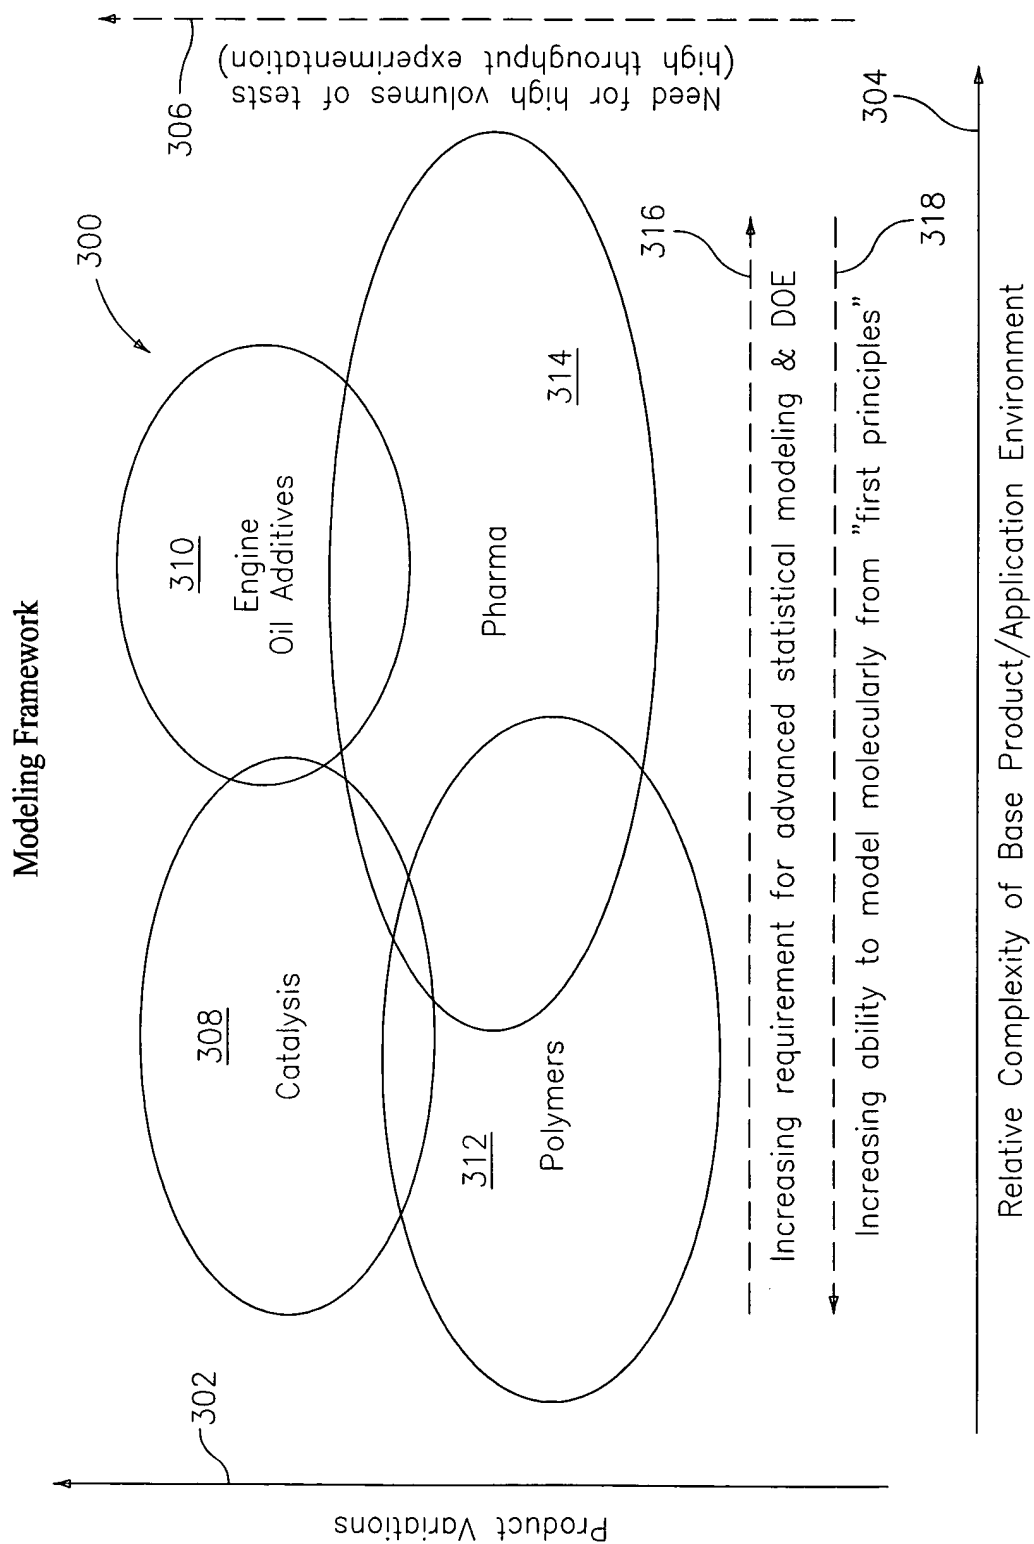 Modeling Framework
300
306
Need for high volumes of tests
(high throughput experimentation)
302
Product Variations
308
Catalysis
310
Engine
Oil Additives
312
Polymers
Pharma
314
316
Increasing requirement for advanced statistical modeling & DOE
318
Increasing ability to model molecularly from "first principles"
304
Relative Complexity of Base Product/Application Environment